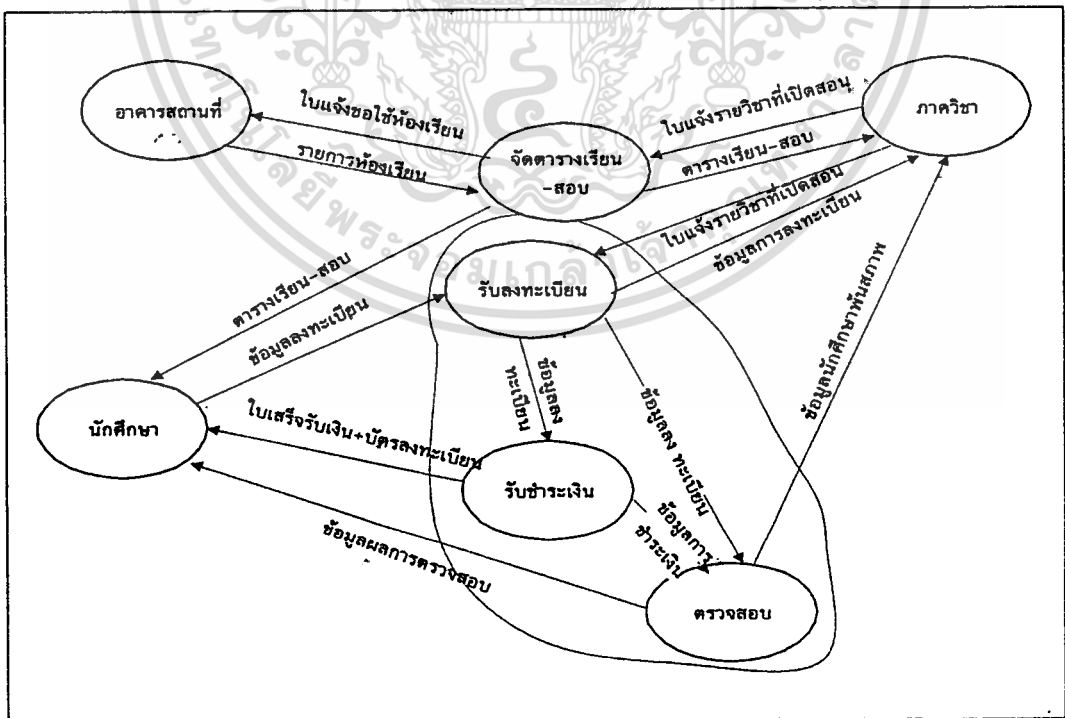 อาคารสถานที่
ใบแจ้งขอใช้ห้องเรียน
รายการห้องเรียน
จัดตารางเรียน
-สอบ
ใบแจ้งรายวิชาที่เปิดสอน
ตารางเรียน-สอบ
ภาควิชา
ใบแจ้งรายวิชาที่เปิดสอน
ข้อมูลการลงทะเบียน
รับลงทะเบียน
ตารางเรียน-สอบ
ข้อมูลลงทะเบียน
นักศึกษา
ใบเสร็จรับเงิน+บัตรลงทะเบียน
ข้อมูลลง
ทะเบียน
ข้อมูลลง ทะเบียน
ข้อมูลนักศึกษาพ้นสภาพ
รับชำระเงิน
ข้อมูลการ
ชำระเงิน
ข้อมูลผลการตรวจสอบ
ตรวจสอบ
พระจอมเกล้าเจ้า